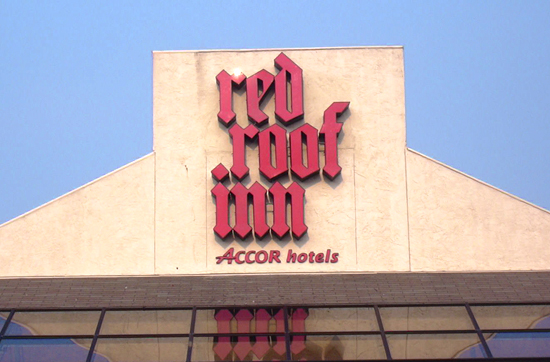 red
roof
inn
ACCOR hotels